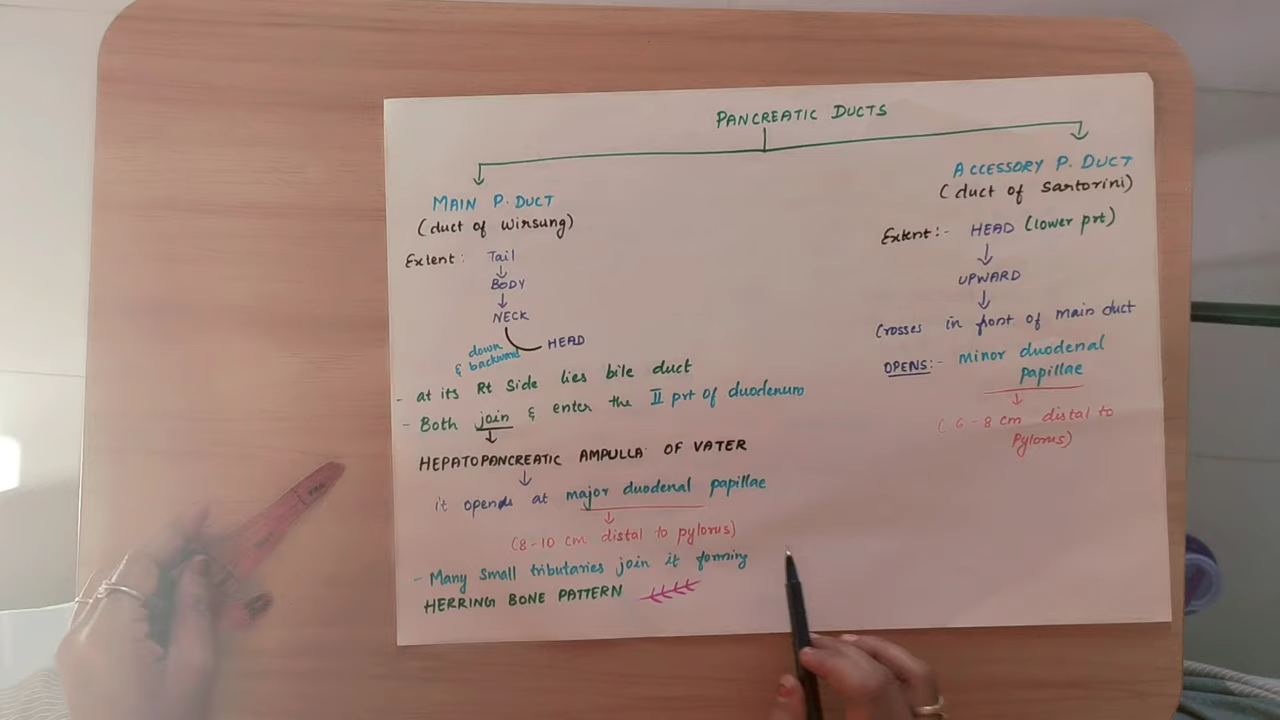 PANCREATIC DUCTS
MAIN P. DUCT
(duct of wirsung)
Extent: Tail
BODY
NECK
HEAD
down
& backward
- at its Rt Side lies bile duct
- Both join & enter the II prt of duodenum
HEPATOPANCREATIC AMPULLA OF VATER
it opends at major duodenal papillae
(8-10 cm distal to pylorus)
- Many Small tributaries join it forming
HERRING BONE PATTERN
ACCESSORY P. DUCT
(duct of Sartorini)
Extent:- HEAD (lower prt)
UPWARD
Crosses in font of main duct
OPENS:- minor duodenal
papillae
(6-8 cm distal to
Pylorus)